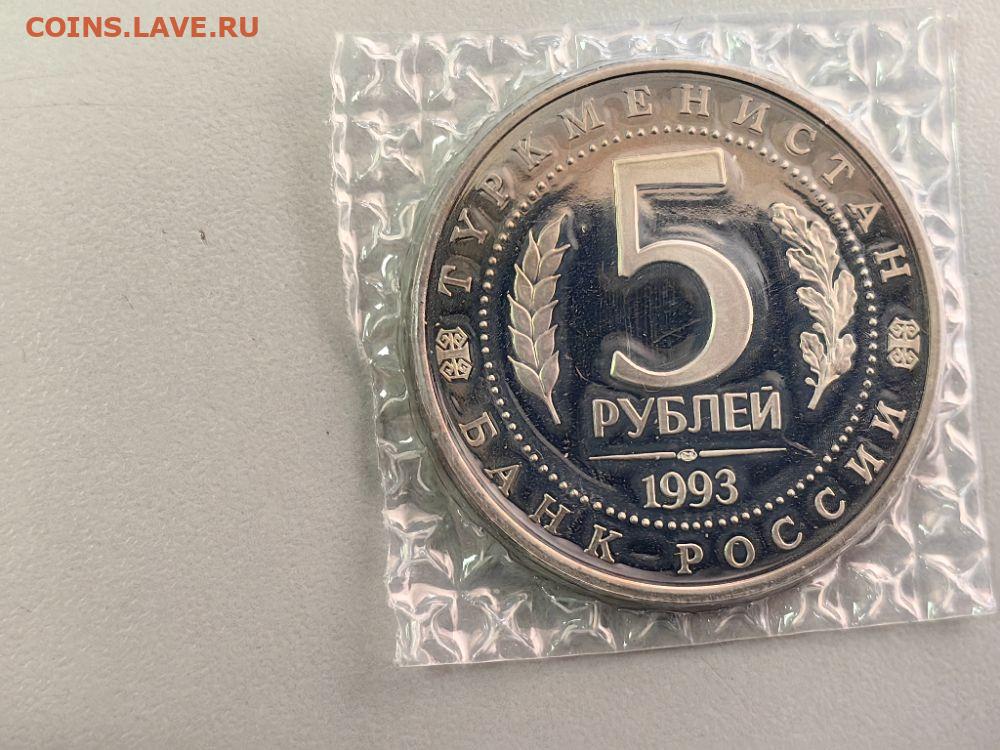 COINS.LAVE.RU
ТУРКМЕНИСТАН
5
РУБЛЕЙ
1993
БАНК РОССИИ